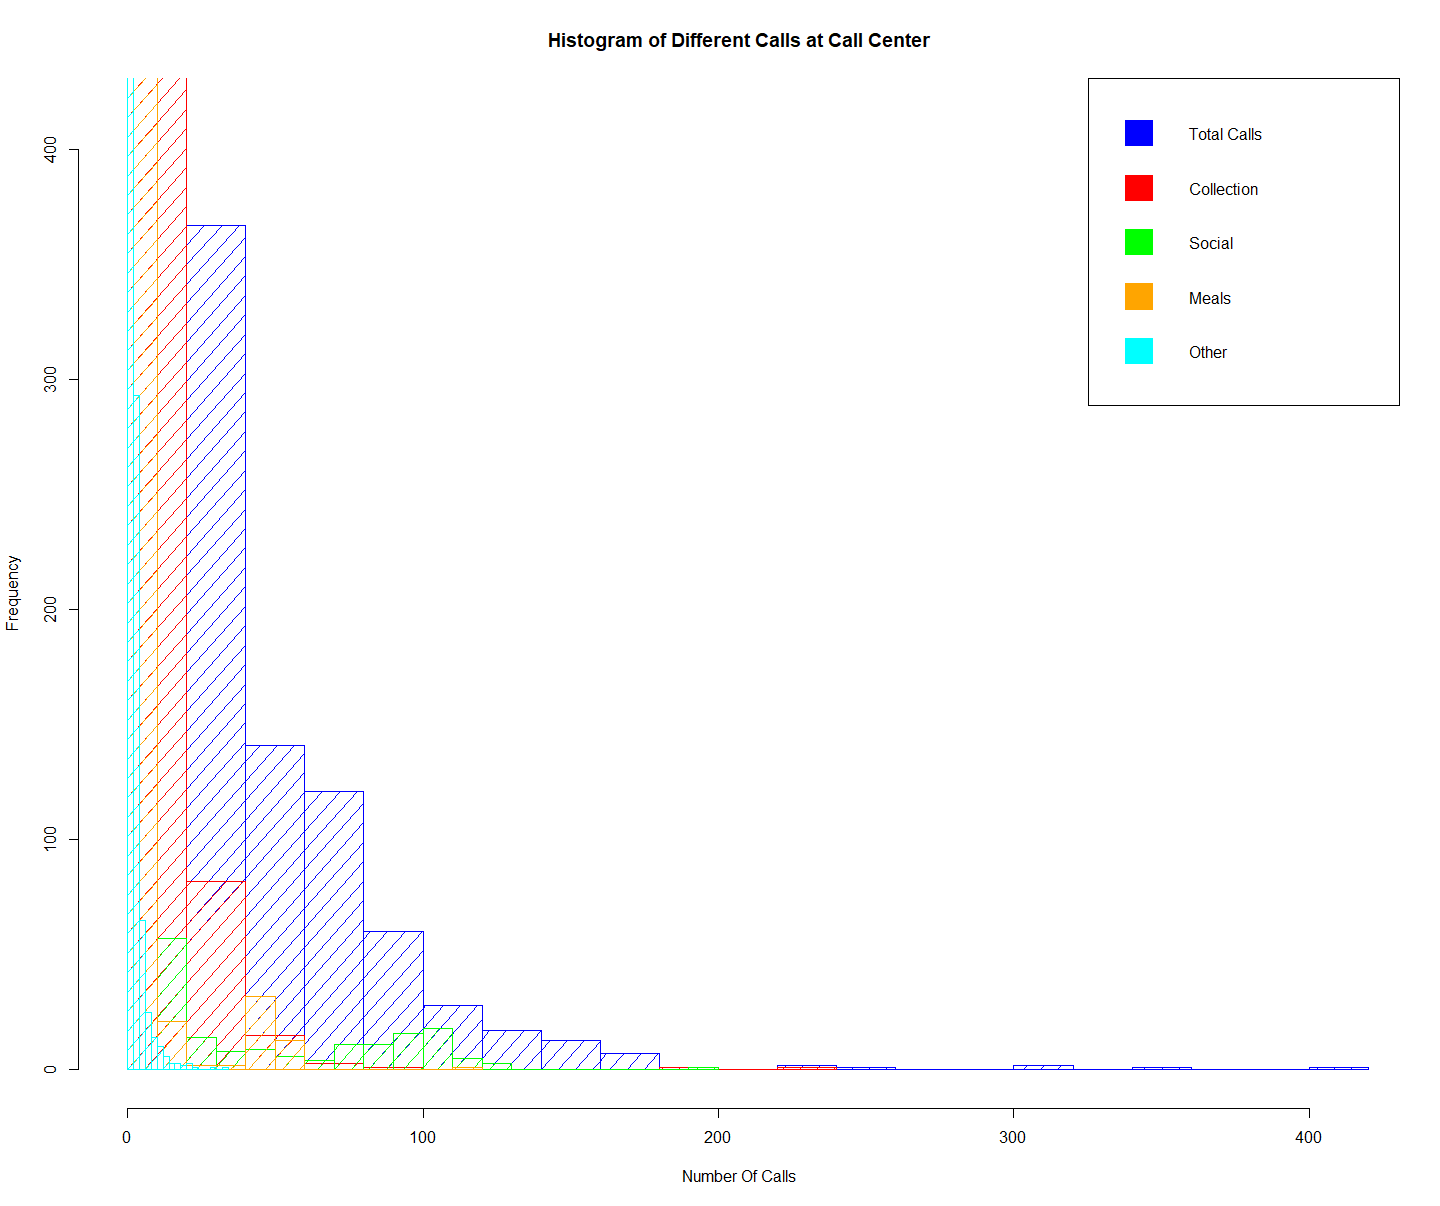 Histogram of Different Calls at Call Center
Total Calls
Collection
Social
Meals
Other
400
300
200
100
0
Frequency
0 100 200 300 400
Number Of Calls